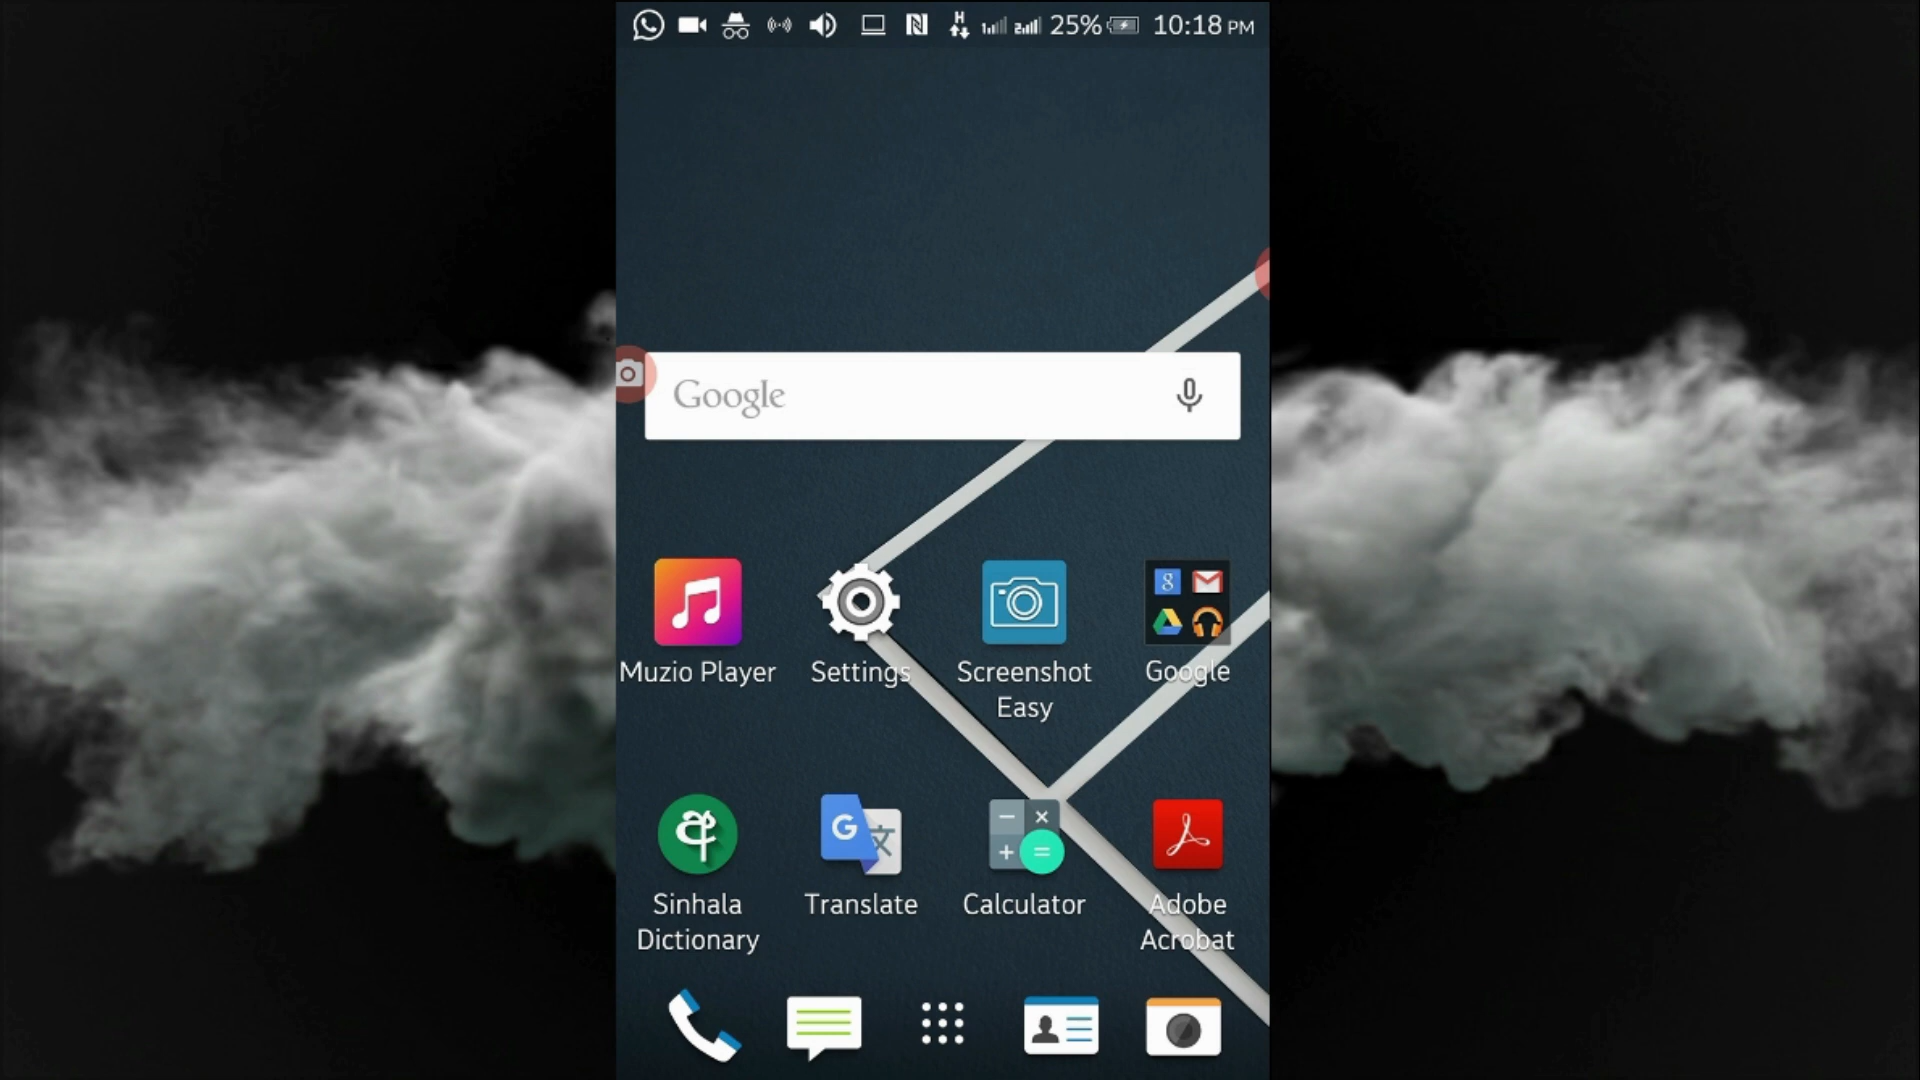 25% 10:18 PM
Google
Muzio Player
Settings
Screenshot
Easy
Google
Sinhala
Dictionary
Translate
Calculator
Adobe
Acrobat